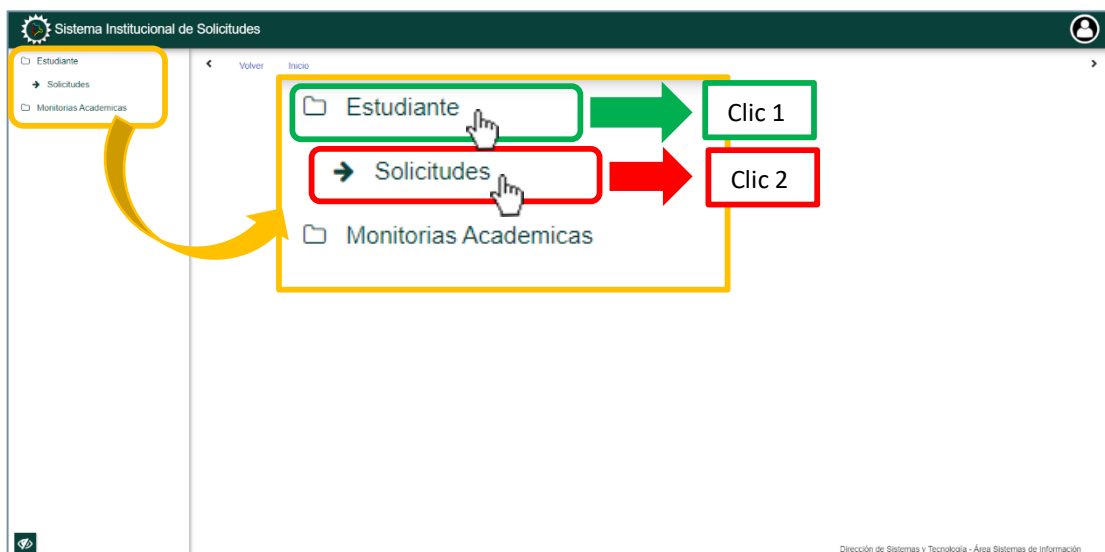 Sistema Institucional de Solicitudes
Estudiante
Solicitudes
Monitorias Academicas
Volver Inicio
Estudiante
Clic 1
Solicitudes
Clic 2
Monitorias Academicas
Dirección de Sistemas y Tecnología - Área Sistemas de Información